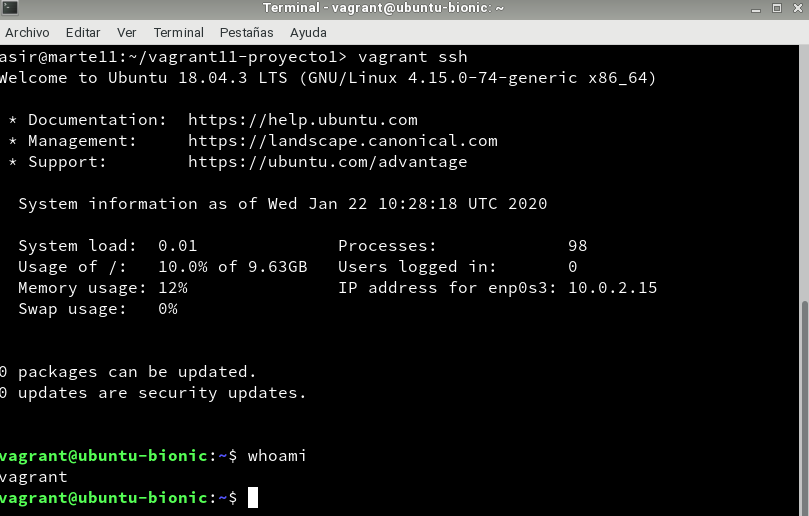 Terminal - vagrant@ubuntu-bionic: ~
Archivo Editar Ver Terminal Pestañas Ayuda
asir@martell:~/vagrant11-proyecto1> vagrant ssh
Welcome to Ubuntu 18.04.3 LTS (GNU/Linux 4.15.0-74-generic x86_64)
* Documentation: https://help.ubuntu.com
* Management: https://landscape.canonical.com
* Support: https://ubuntu.com/advantage
System information as of Wed Jan 22 10:28:18 UTC 2020
System load: 0.01 Processes: 98
Usage of /: 10.0% of 9.63GB Users logged in: 0
Memory usage: 12% IP address for enp0s3: 10.0.2.15
Swap usage: 0%
0 packages can be updated.
0 updates are security updates.
vagrant@ubuntu-bionic:~$ whoami
vagrant
vagrant@ubuntu-bionic:~$